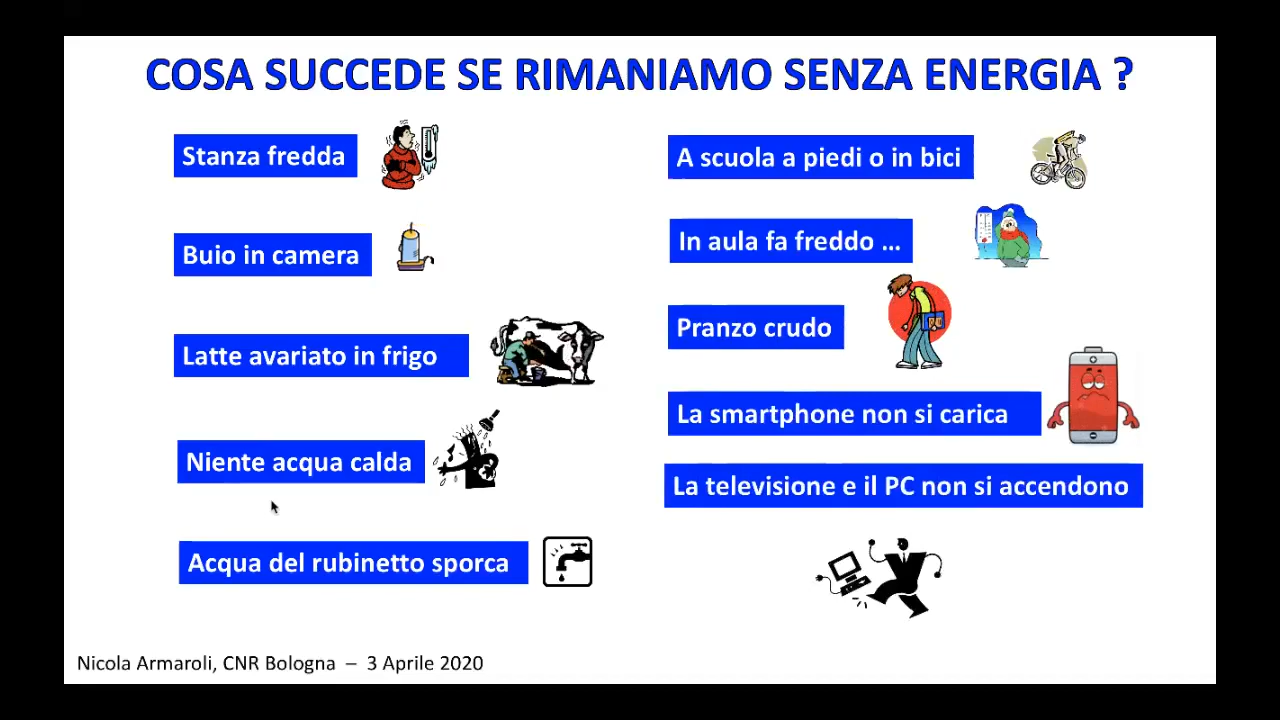 COSA SUCCEDE SE RIMANIAMO SENZA ENERGIA ?
Stanza fredda
Buio in camera
Latte avariato in frigo
Niente acqua calda
Acqua del rubinetto sporca
A scuola a piedi o in bici
In aula fa freddo ...
Pranzo crudo
La smartphone non si carica
La televisione e il PC non si accendono
Nicola Armaroli, CNR Bologna – 3 Aprile 2020